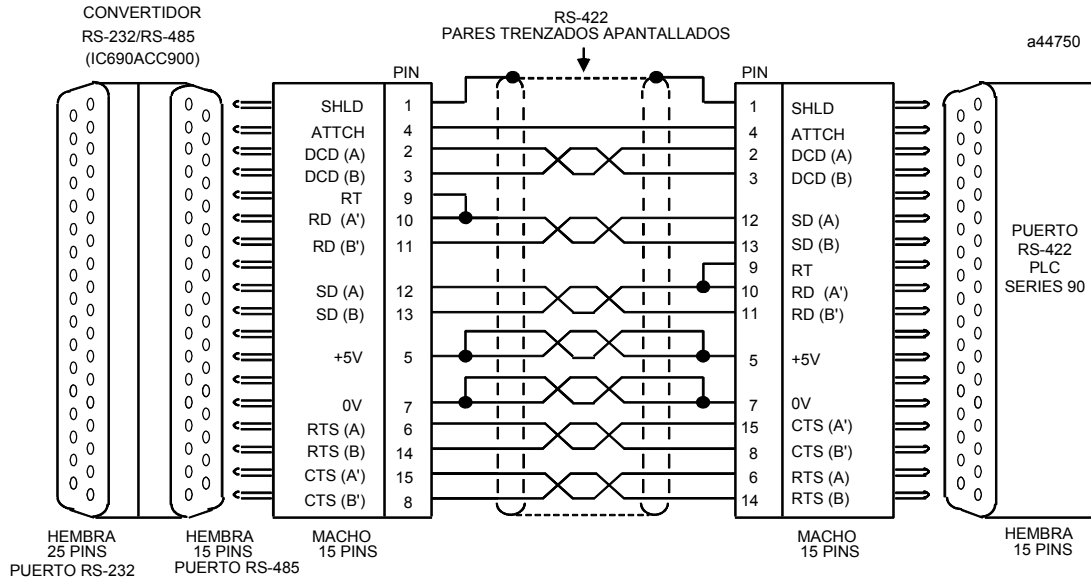 CONVERTIDOR
RS-232/RS-485
(IC690ACC900)
RS-422
PARES TRENZADOS APANTALLADOS
a44750
PIN
SHLD 1
ATTCH 4
DCD (A) 2
DCD (B) 3
RT 9
RD (A') 10
RD (B') 11
SD (A) 12
SD (B) 13
+5V 5
0V 7
RTS (A) 6
RTS (B) 14
CTS (A') 15
CTS (B') 8
PIN
1 SHLD
4 ATTCH
2 DCD (A)
3 DCD (B)
12 SD (A)
13 SD (B)
9 RT
10 RD (A')
11 RD (B')
5 +5V
7 0V
15 CTS (A')
8 CTS (B')
6 RTS (A)
14 RTS (B)
PUERTO
RS-422
PLC
SERIES 90
HEMBRA
25 PINS
PUERTO RS-232
HEMBRA
15 PINS
PUERTO RS-485
MACHO
15 PINS
MACHO
15 PINS
HEMBRA
15 PINS